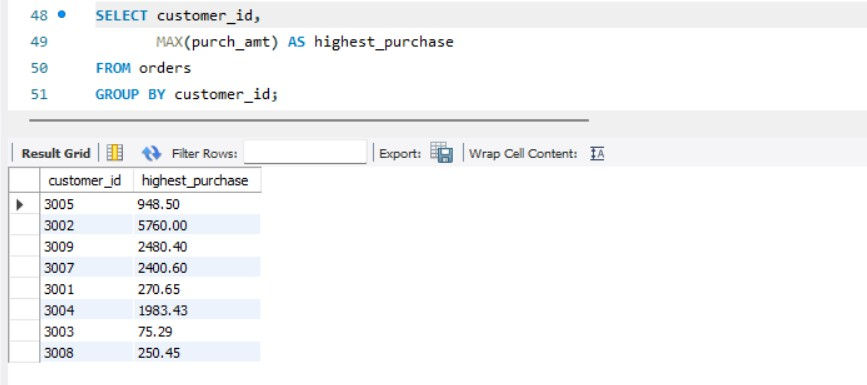 48 SELECT customer_id,
49 MAX(purch_amt) AS highest_purchase
50 FROM orders
51 GROUP BY customer_id;
Result Grid Filter Rows: Export: Wrap Cell Content: IA
customer_id highest_purchase
3005 948.50
3002 5760.00
3009 2480.40
3007 2400.60
3001 270.65
3004 1983.43
3003 75.29
3008 250.45